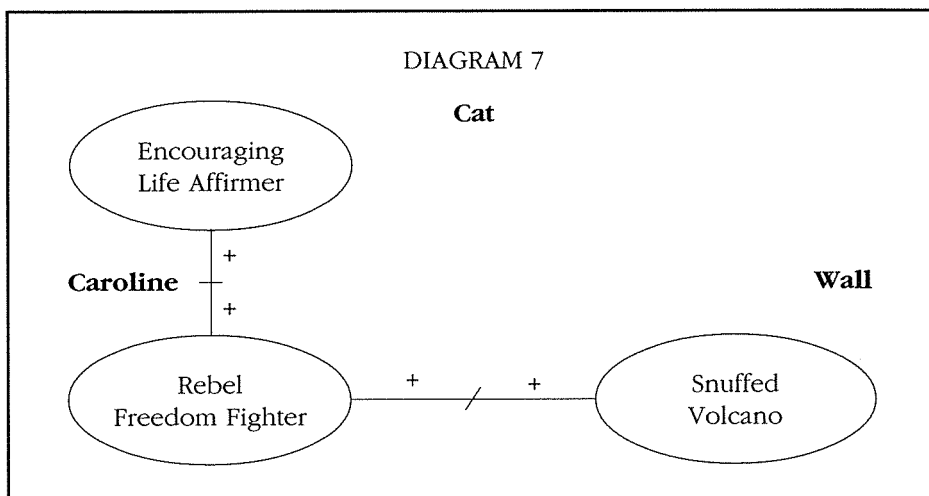 DIAGRAM 7
Cat
Encouraging
Life Affirmer
+
Caroline
+
Wall
Rebel
Freedom Fighter
+
+
Snuffed
Volcano